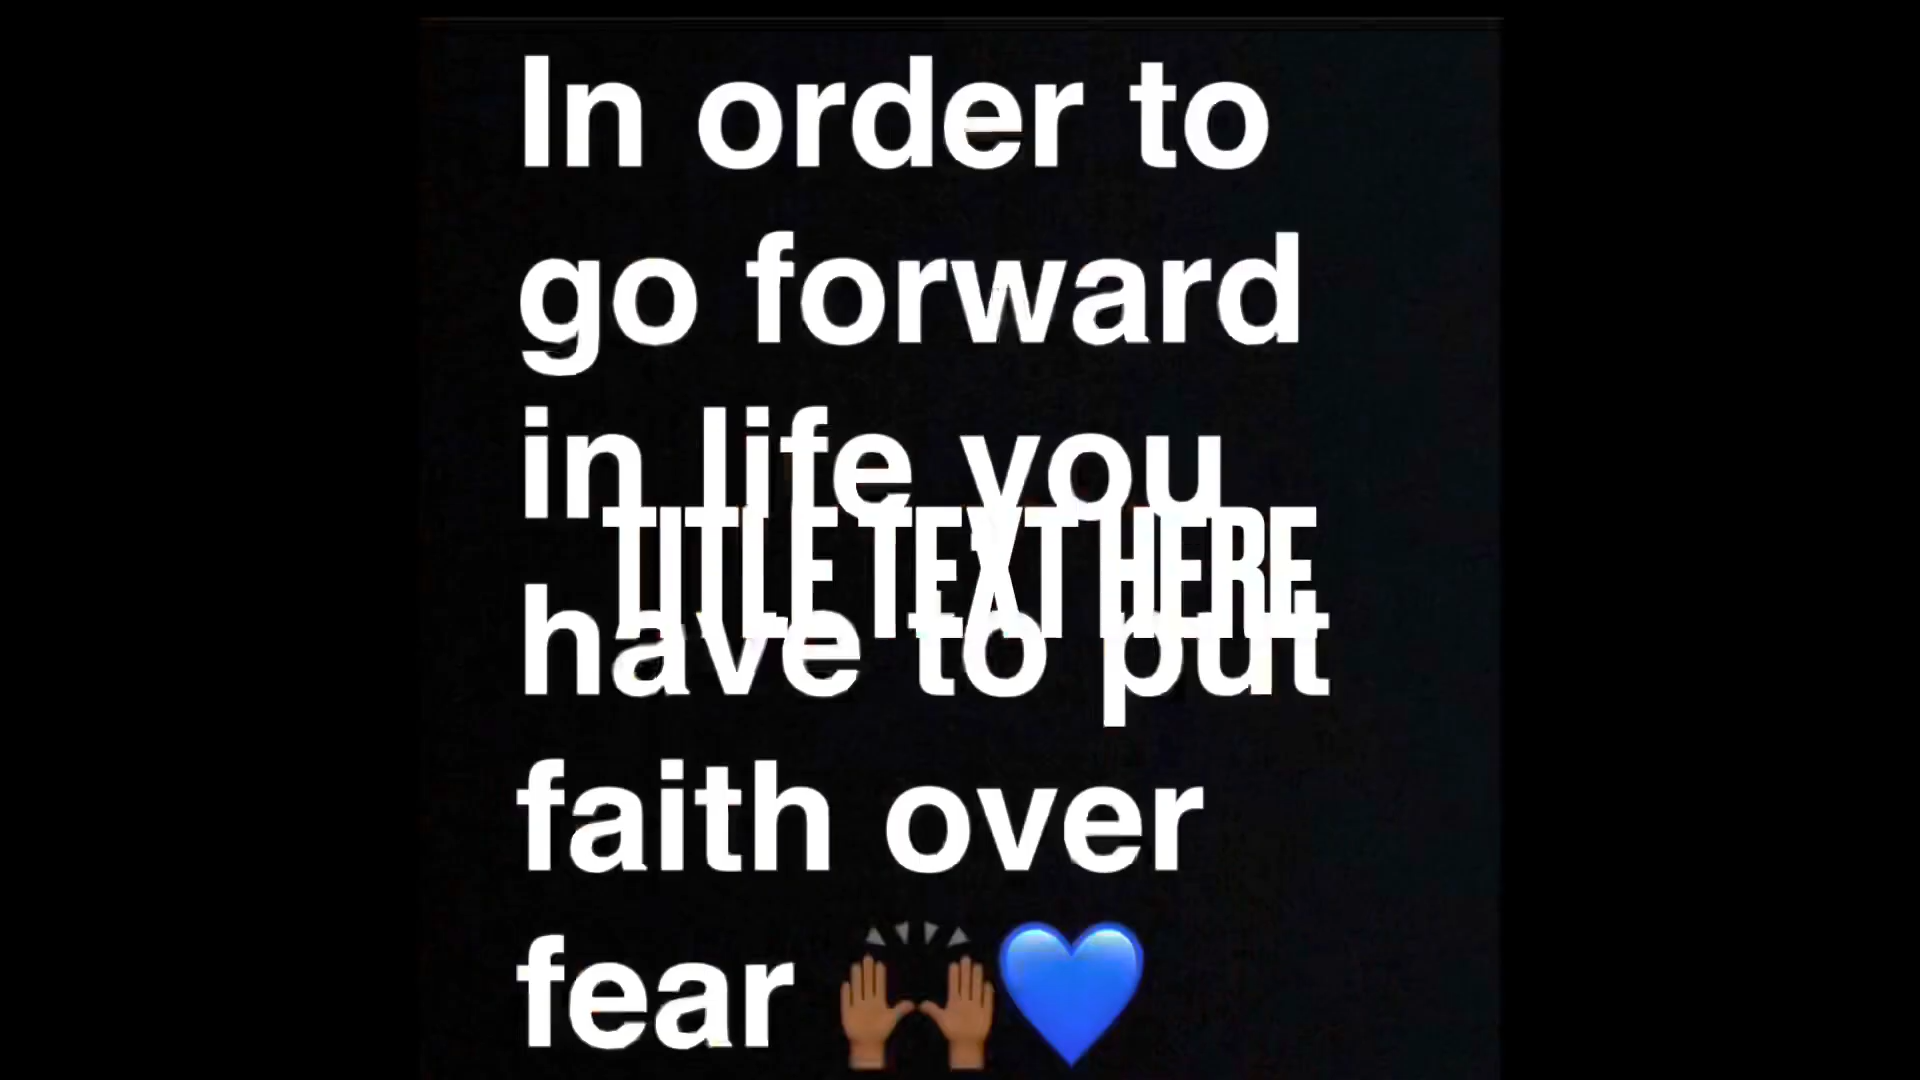 In order to
go forward
in life you
TITLE TEXT HERE
have to put
faith over
fear 🙌🏾💙